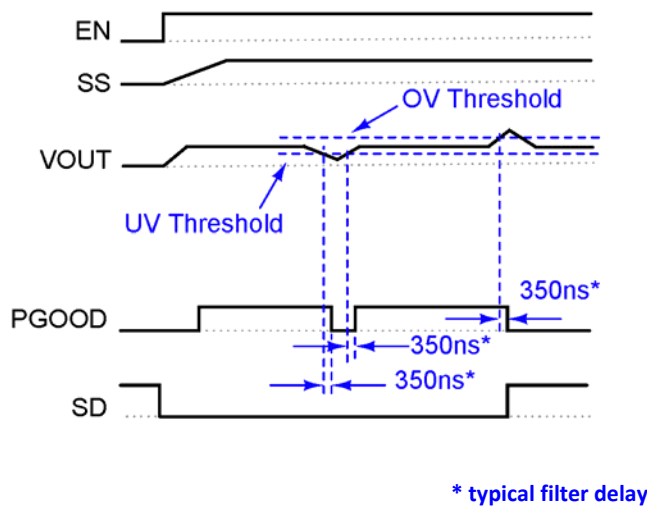 EN
SS
OV Threshold
VOUT
UV Threshold
350ns*
PGOOD
350ns*
350ns*
SD
* typical filter delay